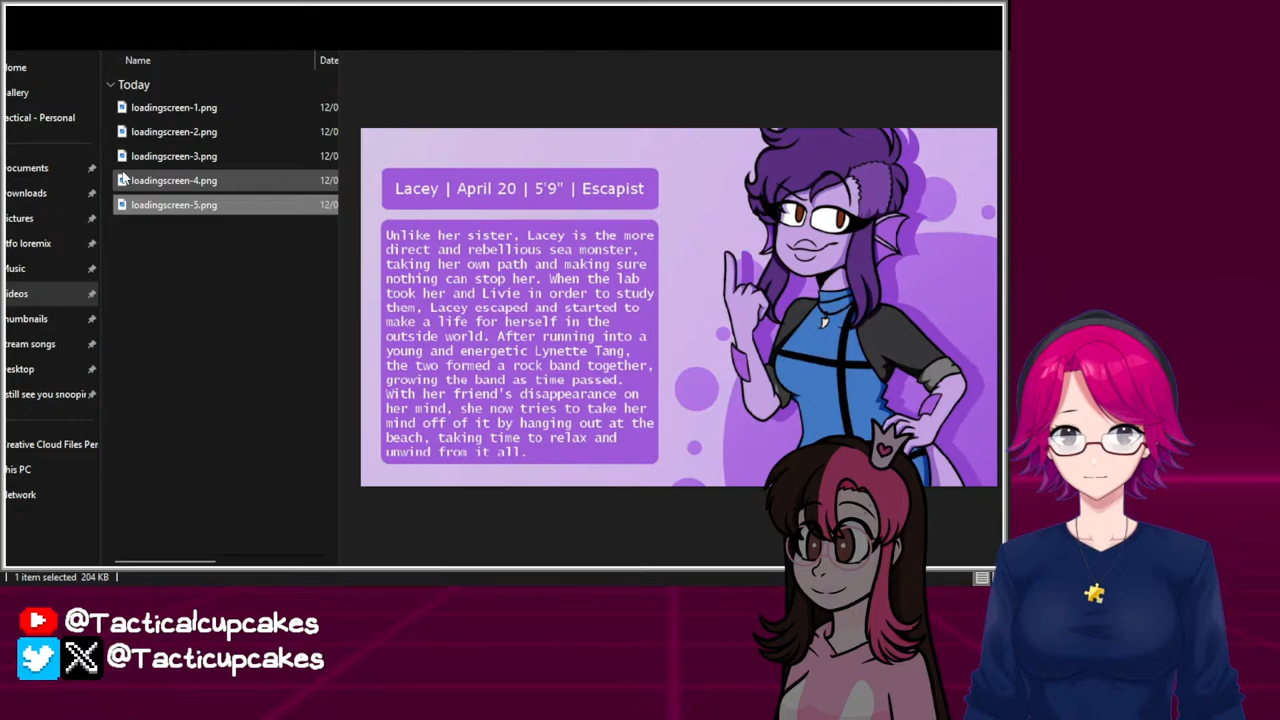 Name
Date
Today
loadingscreen-1.png
12/0
loadingscreen-2.png
12/0
loadingscreen-3.png
12/0
loadingscreen-4.png
12/0
loadingscreen-5.png
12/0
ome
allery
actical - Personal
ocuments
ownloads
ictures
tfo loremix
Music
ideos
humbnails
tream songs
esktop
still see you snoopir
Creative Cloud Files Per
his PC
etwork
Lacey | April 20 | 5'9" | Escapist
Unlike her sister, Lacey is the more
direct and rebellious sea monster,
taking her own path and making sure
nothing can stop her. When the lab
took her and Livie in order to study
them, Lacey escaped and started to
make a life for herself in the
outside world. After running into a
young and energetic Lynette Tang,
the two formed a rock band together,
growing the band as time passed.
With her friend's disappearance on
her mind, she now tries to take her
mind off of it by hanging out at the
beach, taking time to relax and
unwind from it all.
1 item selected 204 KB
@Tacticalcupcakes
@Tacticupcakes